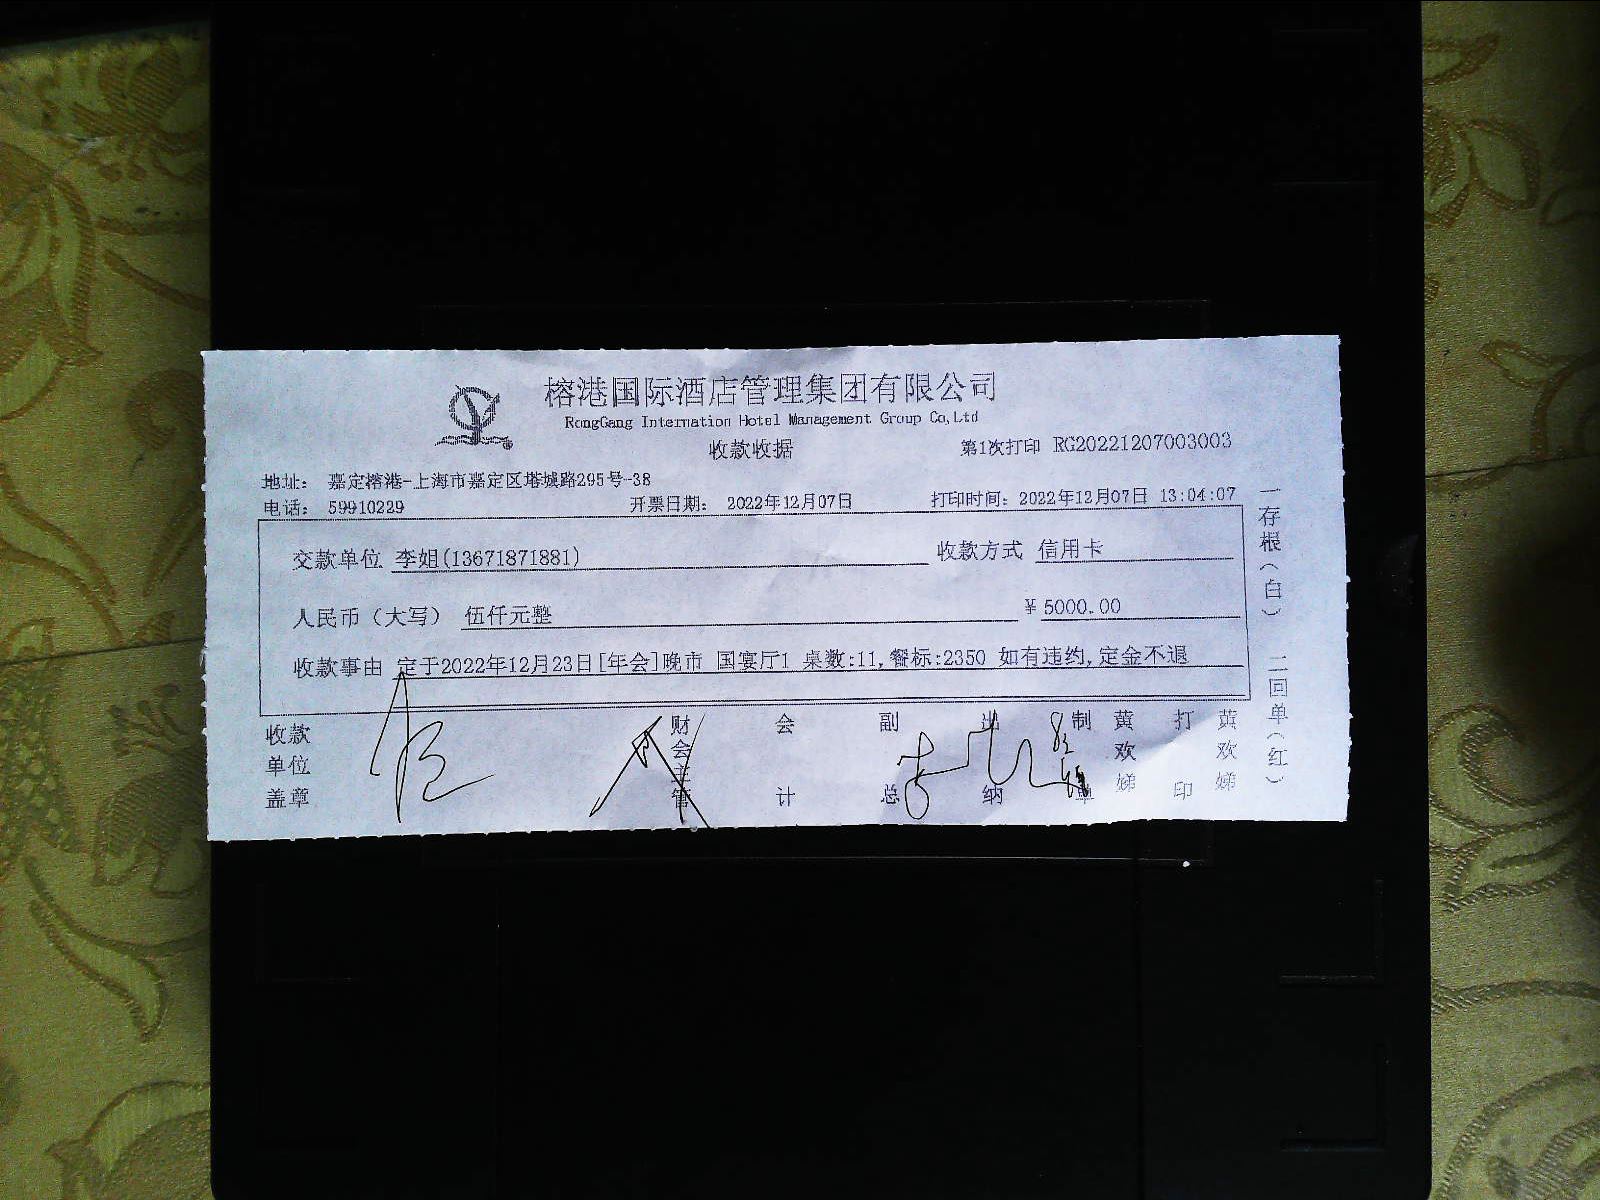 榕港国际酒店管理集团有限公司
RongGang Internation Hotel Management Group Co,Ltd
收款收据
第1次打印 RG20221207003003
地址： 嘉定榕港-上海市嘉定区塔城路295号-38
电话： 59910229 开票日期： 2022年12月07日 打印时间：2022年12月07日 13:04:07
交款单位 李姐(13671871881) 收款方式 信用卡
人民币（大写） 伍仟元整 ¥ 5000.00
收款事由 定于2022年12月23日[年会]晚市 国宴厅1 桌数:11,餐标:2350 如有违约,定金不退
收款单位盖章 财会主管 会计 副总 出纳 制单 黄欢娣 打印 黄欢娣
一存根（白） 二回单（红）